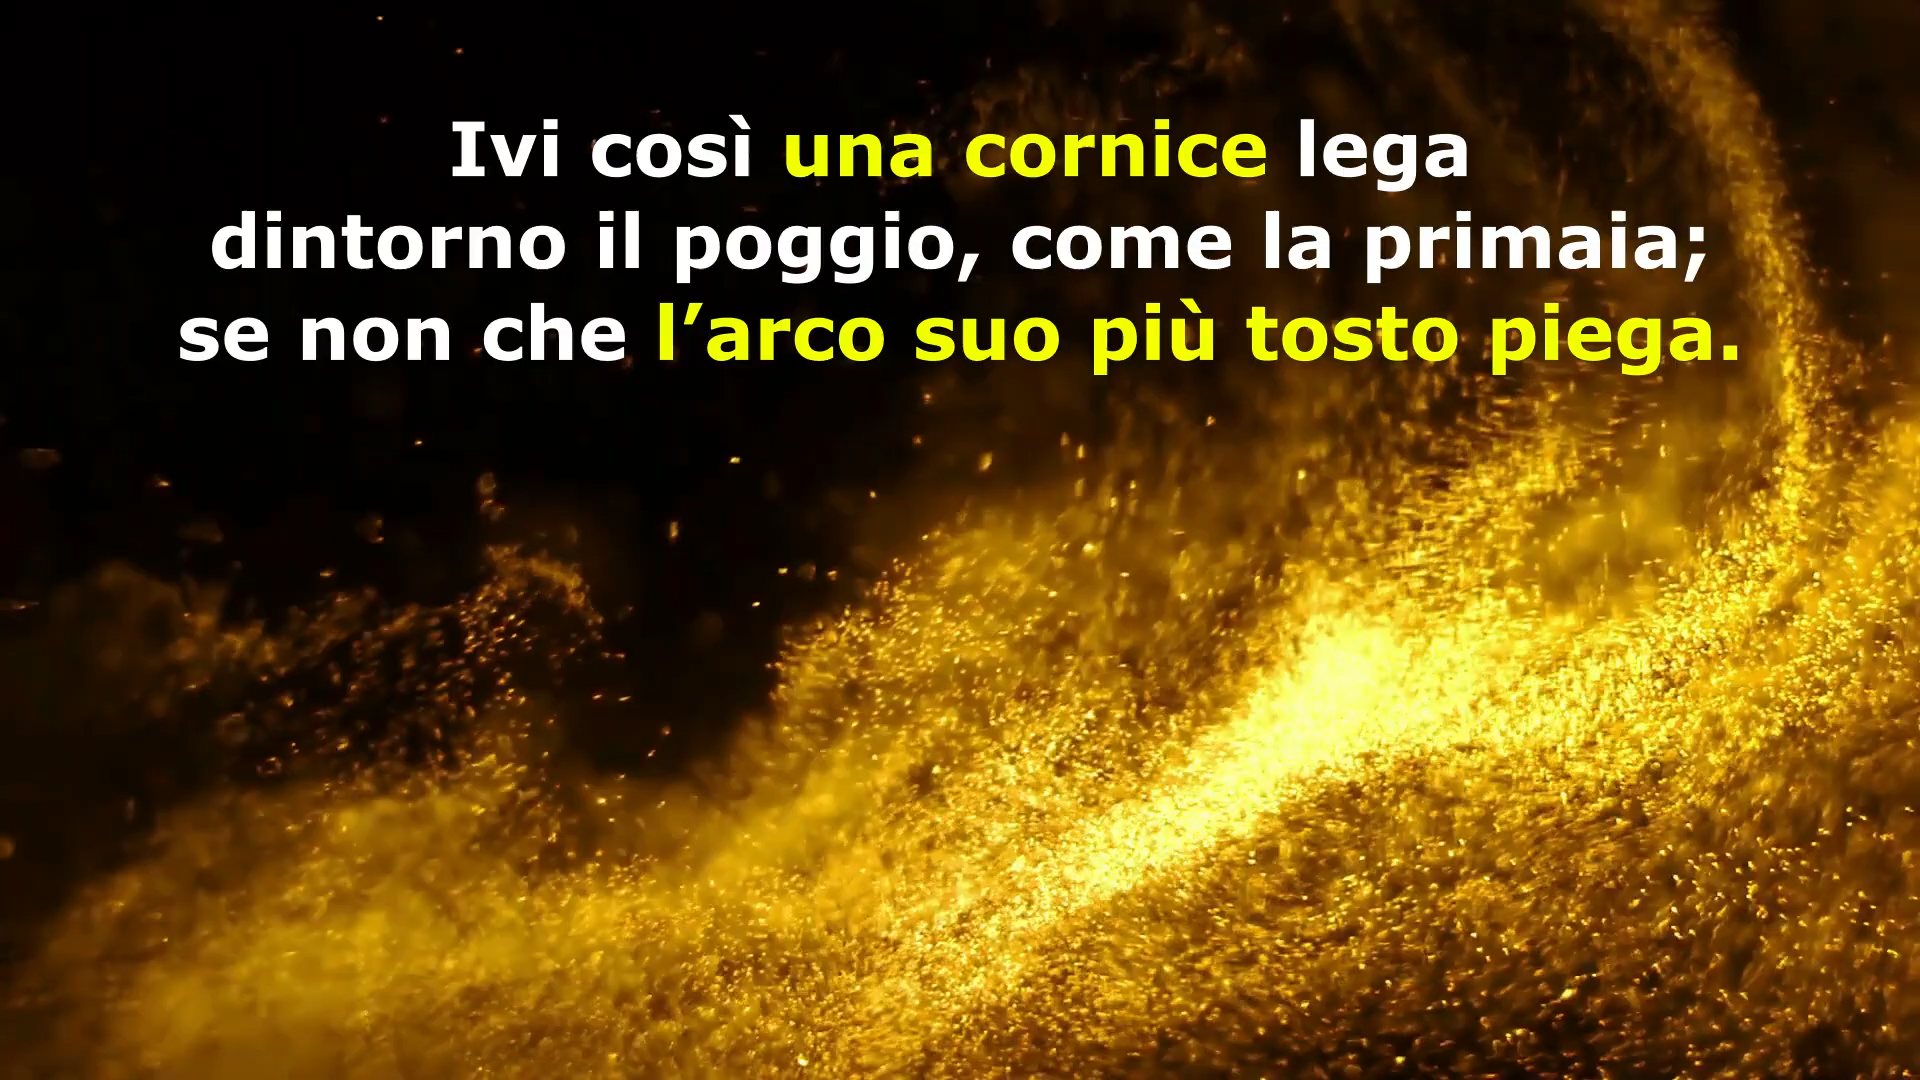 Ivi così una cornice lega
dintorno il poggio, come la primaia;
se non che l’arco suo più tosto piega.